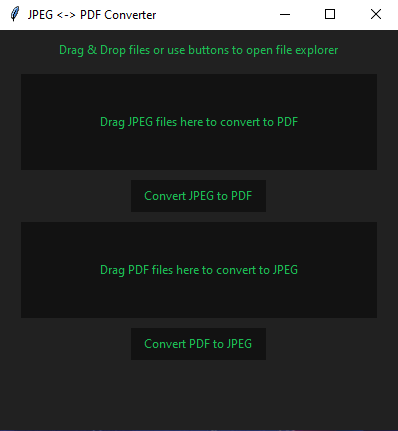 JPEG <-> PDF Converter
Drag & Drop files or use buttons to open file explorer
Drag JPEG files here to convert to PDF
Convert JPEG to PDF
Drag PDF files here to convert to JPEG
Convert PDF to JPEG